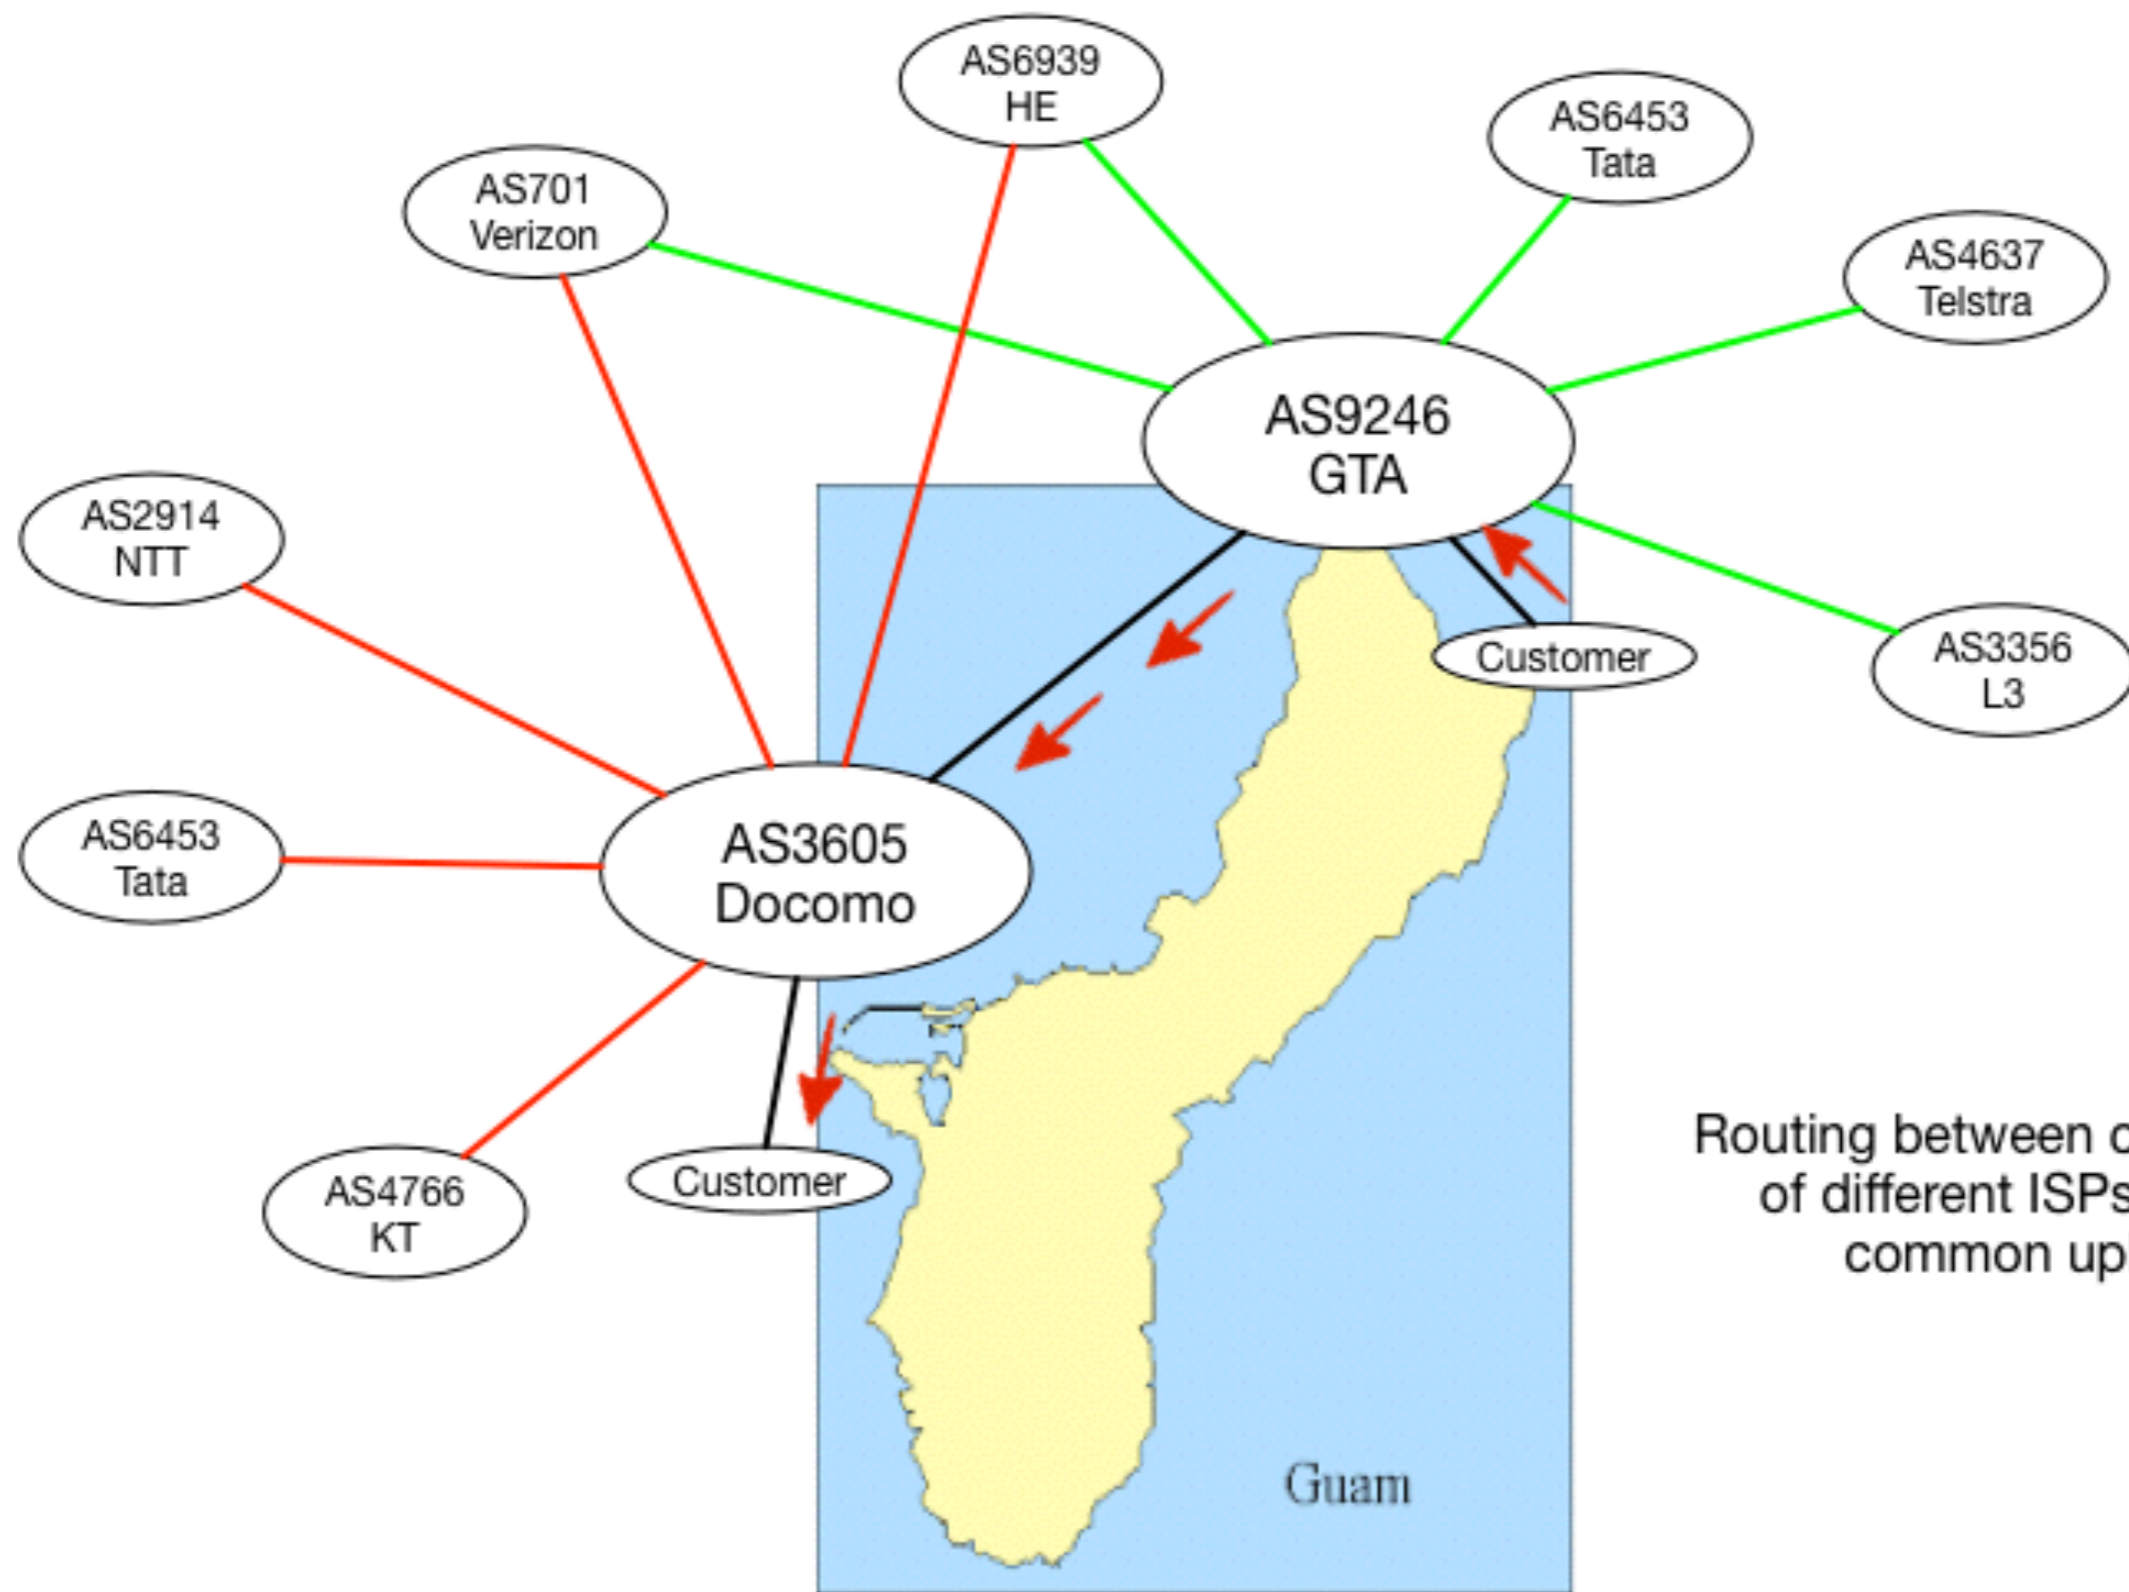 AS6939
HE
AS6453
Tata
AS701
Verizon
AS4637
Telstra
AS9246
GTA
AS2914
NTT
Customer
AS3356
L3
AS3605
Docomo
AS6453
Tata
AS4766
KT
Customer
Routing between
of different ISPs
common
Guam